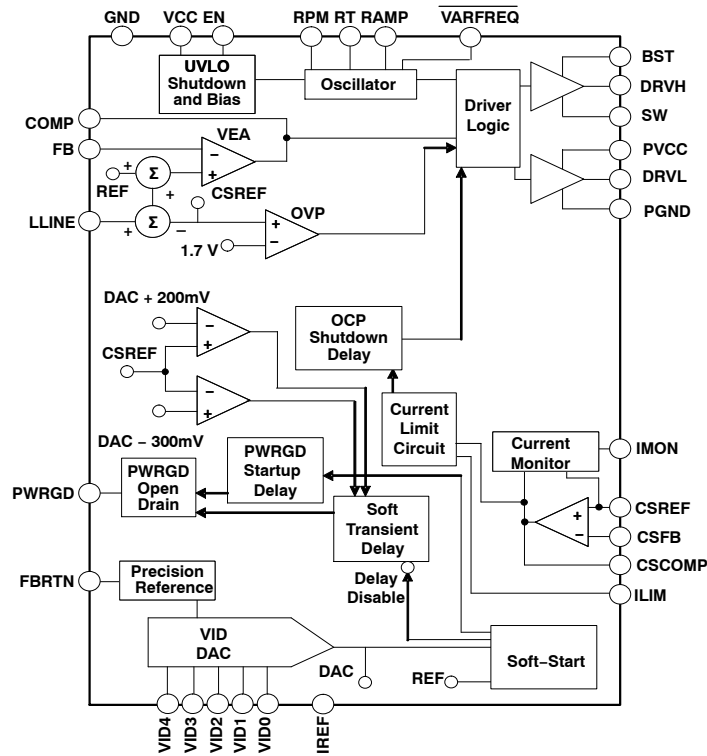 GND
VCC EN
RPM RT RAMP
VARFREQ
UVLO
Shutdown
and Bias
Oscillator
Driver
Logic
BST
DRVH
SW
PVCC
DRVL
PGND
COMP
FB
VEA
−
+
REF
+
Σ
+
CSREF
LLINE
+
Σ
−
OVP
+
−
1.7 V
DAC + 200mV
−
+
CSREF
−
+
DAC − 300mV
OCP
Shutdown
Delay
Current
Limit
Circuit
Current
Monitor
IMON
CSREF
+
−
CSFB
CSCOMP
ILIM
PWRGD
PWRGD
Open
Drain
PWRGD
Startup
Delay
Soft
Transient
Delay
Delay
Disable
FBRTN
Precision
Reference
VID
DAC
DAC
REF
Soft−Start
VID4
VID3
VID2
VID1
VID0
IREF